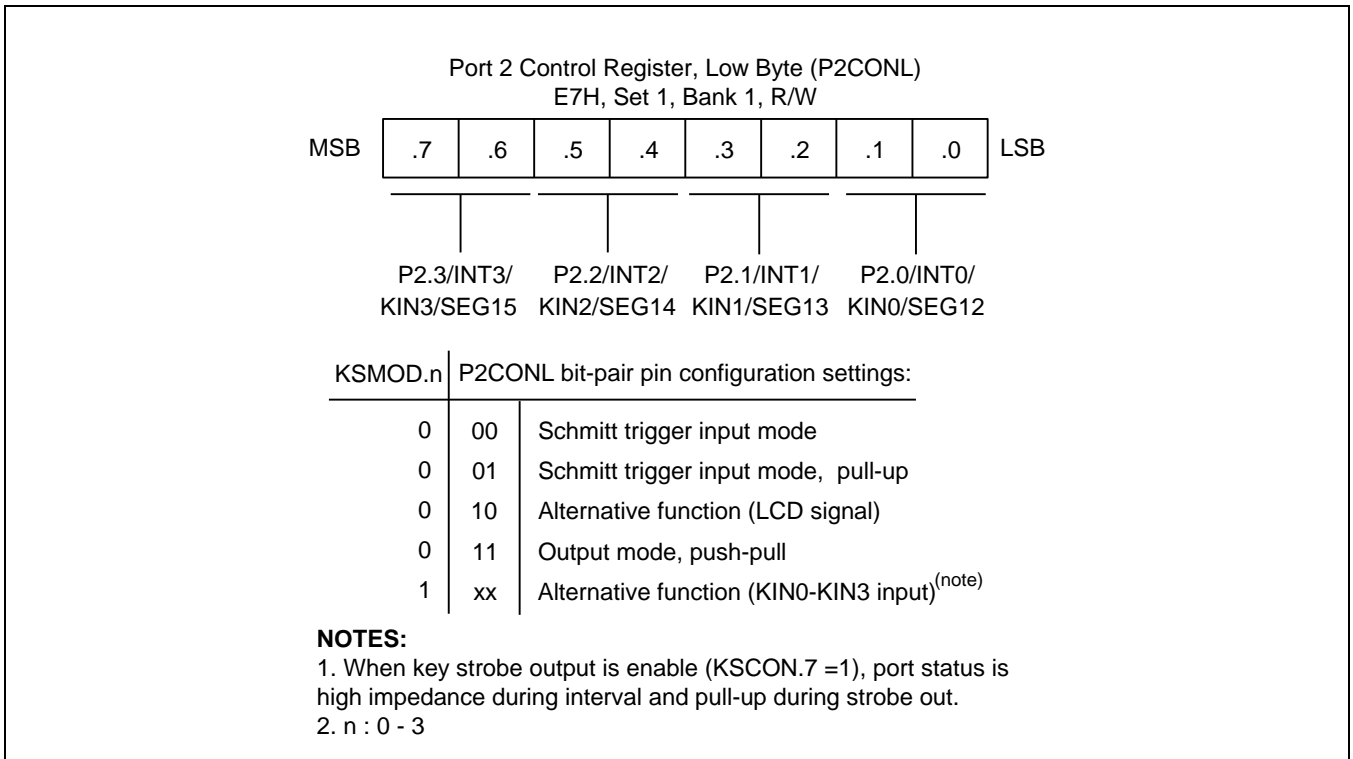 Port 2 Control Register, Low Byte (P2CONL)
E7H, Set 1, Bank 1, R/W
MSB .7 .6 .5 .4 .3 .2 .1 .0 LSB
P2.3/INT3/ P2.2/INT2/ P2.1/INT1/ P2.0/INT0/
KIN3/SEG15 KIN2/SEG14 KIN1/SEG13 KIN0/SEG12
KSMOD.n P2CONL bit-pair pin configuration settings:
0 00 Schmitt trigger input mode
0 01 Schmitt trigger input mode, pull-up
0 10 Alternative function (LCD signal)
0 11 Output mode, push-pull
1 xx Alternative function (KIN0-KIN3 input)(note)
NOTES:
1. When key strobe output is enable (KSCON.7 =1), port status is
high impedance during interval and pull-up during strobe out.
2. n : 0 - 3